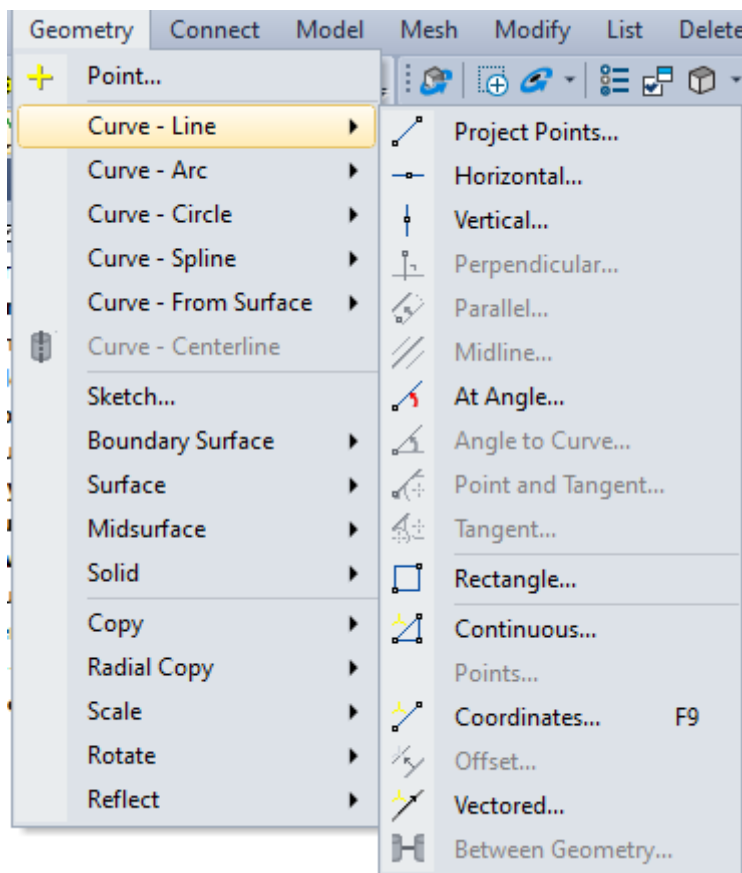 Geometry Connect Model Mesh Modify List Delete
Point...
Curve - Line
Curve - Arc
Curve - Circle
Curve - Spline
Curve - From Surface
Curve - Centerline
Sketch...
Boundary Surface
Surface
Midsurface
Solid
Copy
Radial Copy
Scale
Rotate
Reflect
Project Points...
Horizontal...
Vertical...
Perpendicular...
Parallel...
Midline...
At Angle...
Angle to Curve...
Point and Tangent...
Tangent...
Rectangle...
Continuous...
Points...
Coordinates... F9
Offset...
Vectored...
Between Geometry...